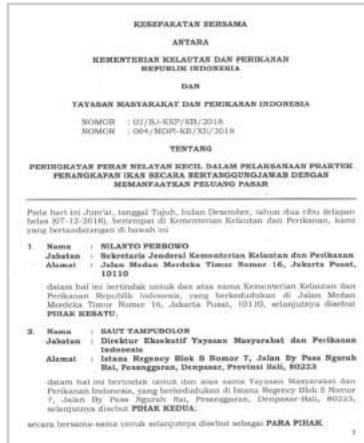 KESEPAKATAN BERSAMA
ANTARA
KEMENTERIAN KELAUTAN DAN PERIKANAN
REPUBLIK INDONESIA
DAN
YAYASAN MASYARAKAT DAN PERIKANAN INDONESIA
NOMOR : 02/SJ-KKP/KB/2018
NOMOR : 004/MDPI-KB/XII/2018
TENTANG
PENINGKATAN PERAN NELAYAN KECIL DALAM PELAKSANAAN PRAKTEK
PENANGKAPAN IKAN SECARA BERTANGGUNGJAWAB DENGAN
MEMANFAATKAN PELUANG PASAR
Pada hari ini Jum'at, tanggal Tujuh, bulan Desember, tahun dua ribu delapan
belas (07-12-2018), bertempat di Kementerian Kelautan dan Perikanan, kami
yang bertandatangan di bawah ini
1. Nama : NILANTO PERBOWO
Jabatan : Sekretaris Jenderal Kementerian Kelautan dan Perikanan
Alamat : Jalan Medan Merdeka Timur Nomor 16, Jakarta Pusat,
10110
dalam hal ini bertindak untuk dan atas nama Kementerian Kelautan dan
Perikanan Republik Indonesia, yang berkedudukan di Jalan Medan
Merdeka Timur Nomor 16, Jakarta Pusat, 10110, selanjutnya disebut
PIHAK KESATU;
2. Nama : SAUT TAMPUBOLON
Jabatan : Direktur Eksekutif Yayasan Masyarakat dan Perikanan
Indonesia
Alamat : Istana Regency Blok S Nomor 7, Jalan By Pass Ngurah
Rai, Pesanggaran, Denpasar, Provinsi Bali, 80223
dalam hal ini bertindak untuk dan atas nama Yayasan Masyarakat dan
Perikanan Indonesia, yang berkedudukan di Istana Regency Blok S Nomor
7, Jalan By Pass Ngurah Rai, Pesanggaran, Denpasar-Bali, 80223,
selanjutnya disebut PIHAK KEDUA;
secara bersama-sama untuk selanjutnya disebut sebagai PARA PIHAK
1